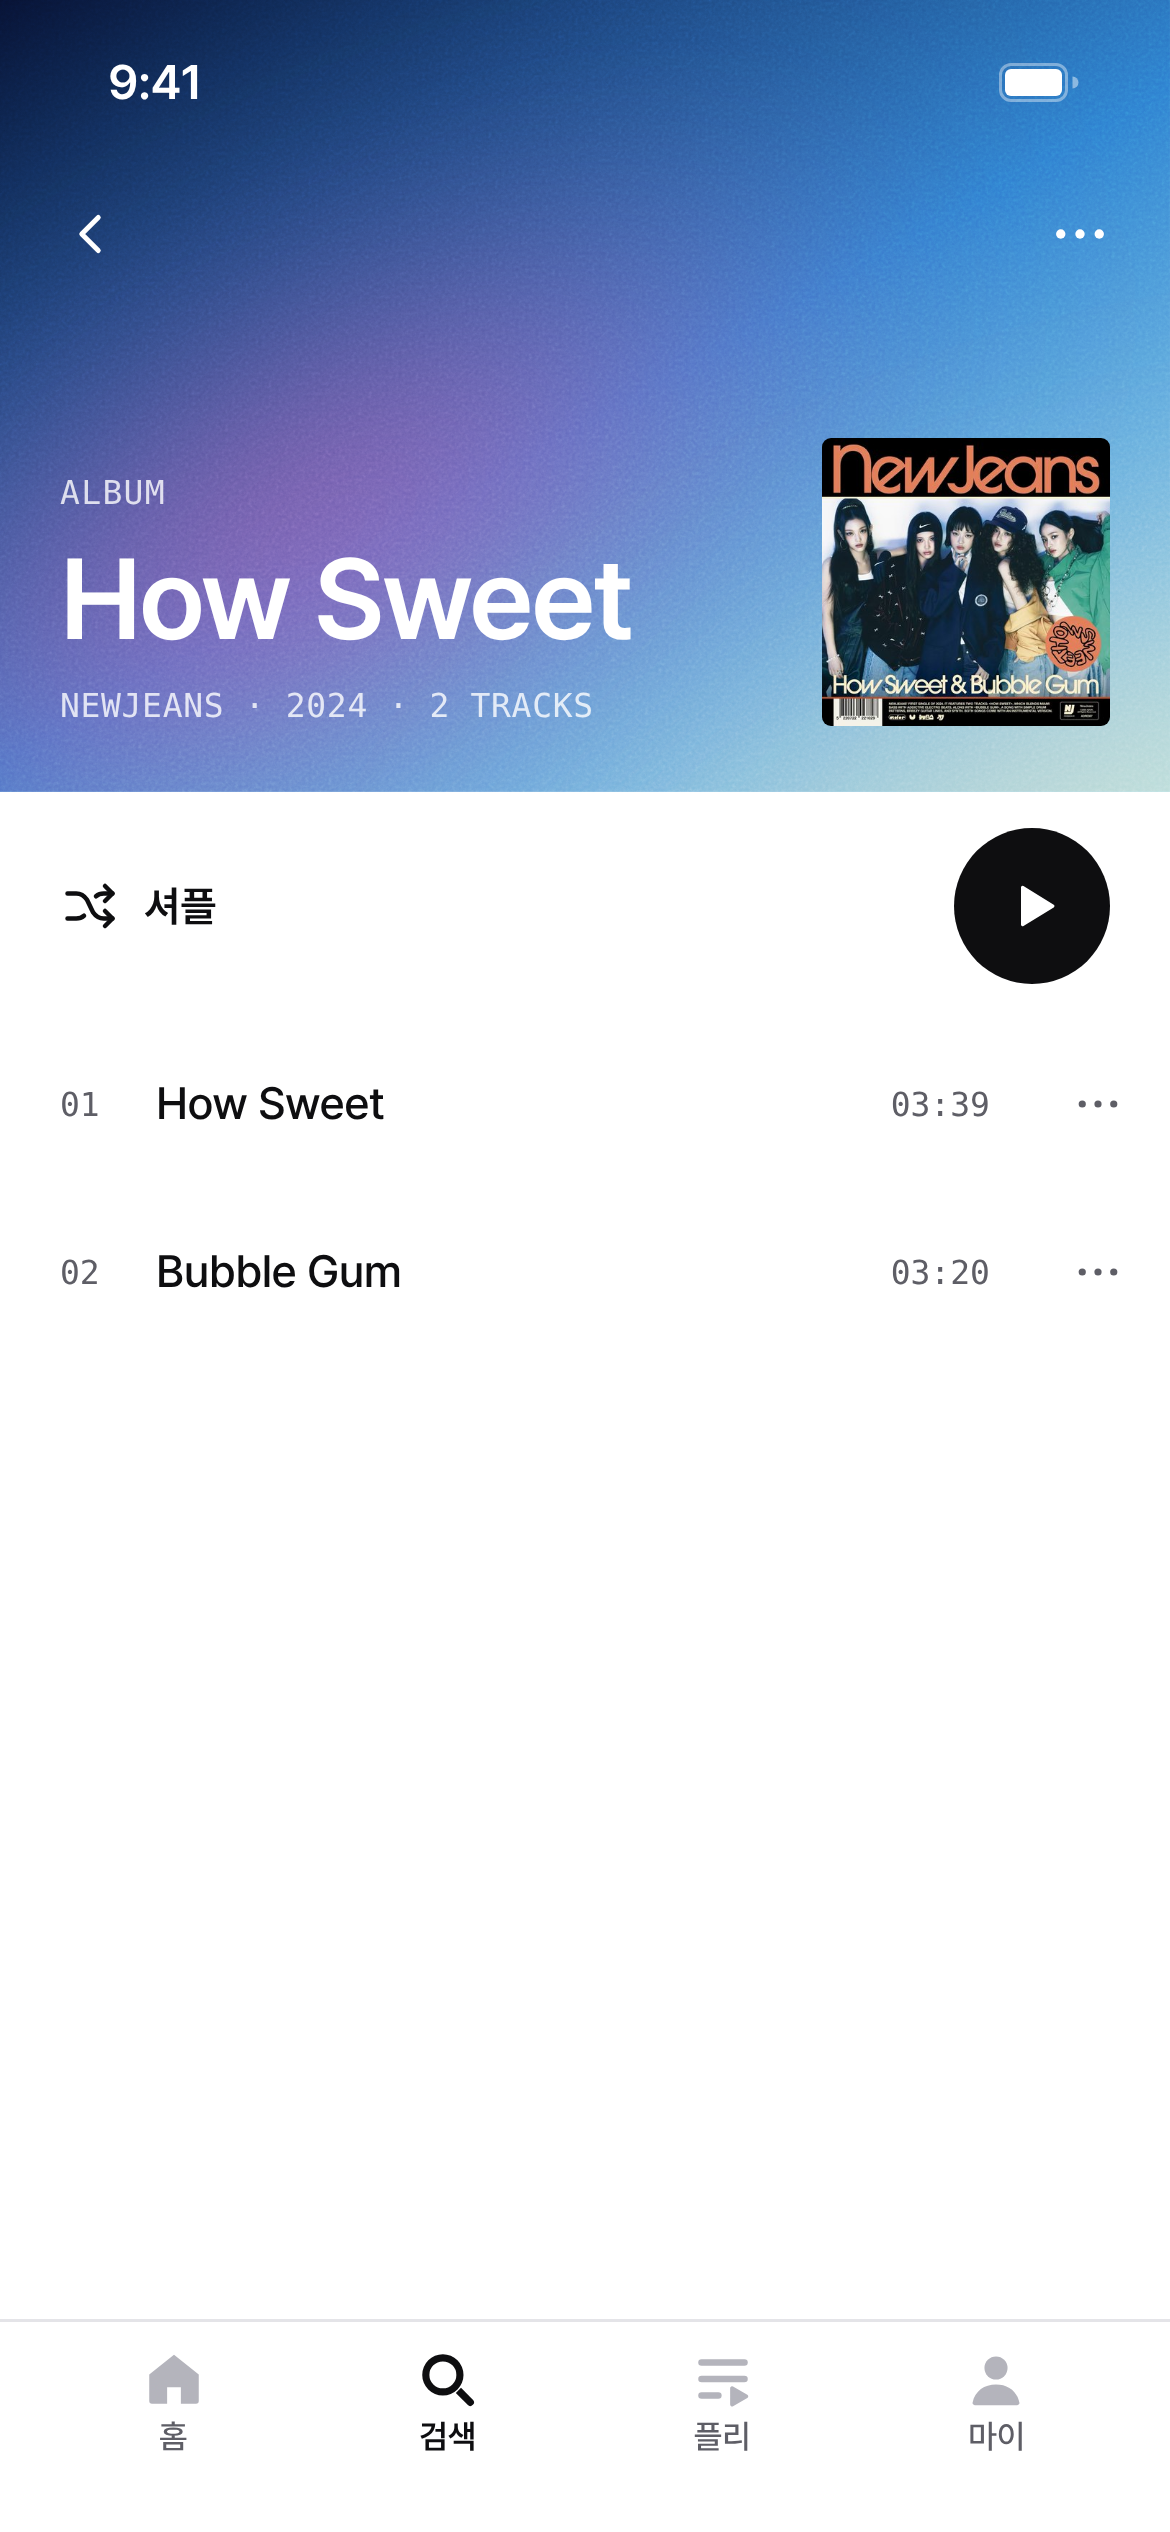 9:41
ALBUM
How Sweet
NEWJEANS · 2024 · 2 TRACKS
NewJeans
How Sweet & Bubble Gum
셔플
01 How Sweet 03:39
02 Bubble Gum 03:20
홈
검색
플리
마이